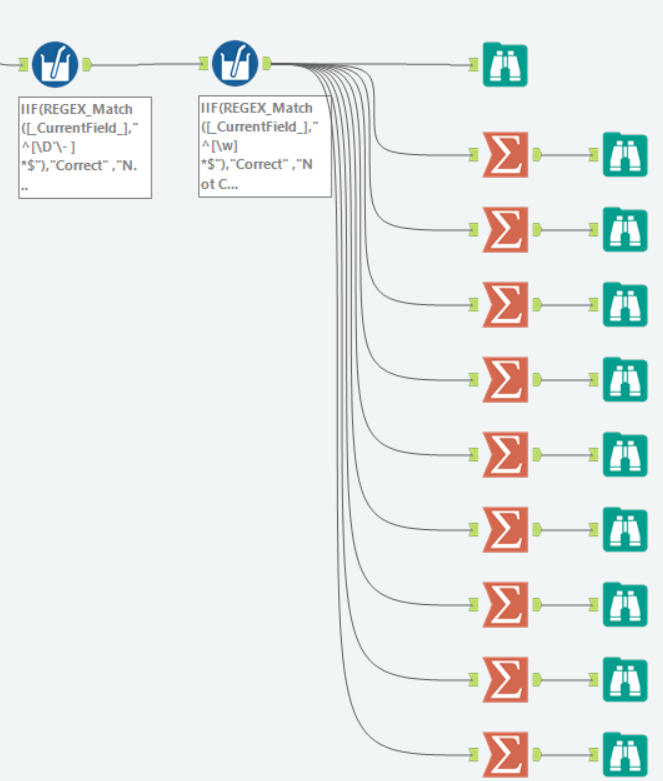 IIF(REGEX_Match
([_CurrentField_],"
^[\D'\- ]
*$"),"Correct" ,"N.
..
IIF(REGEX_Match
([_CurrentField_],"
^[\w]
*$"),"Correct" ,"N
ot C...